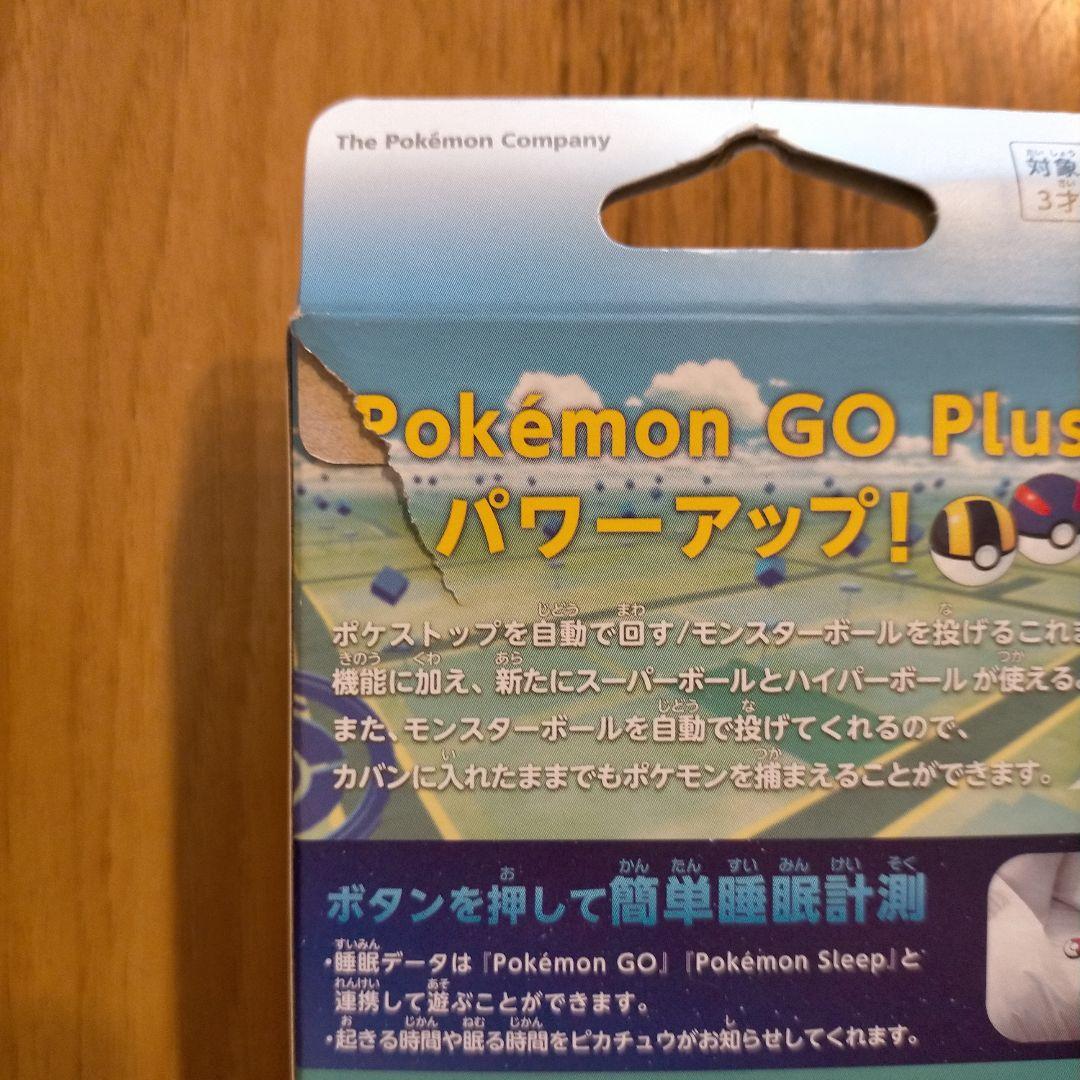 The Pokémon Company
対象
3才
Pokémon GO Plus
パワーアップ!
ポケストップを自動で回す/モンスターボールを投げるこれま
機能に加え、新たにスーパーボールとハイパーボールが使える。
また、モンスターボールを自動で投げてくれるので、
カバンに入れたままでもポケモンを捕まえることができます。
ボタンを押して簡単睡眠計測
・睡眠データは『Pokémon GO』『Pokémon Sleep』と
連携して遊ぶことができます。
・起きる時間や眠る時間をピカチュウがお知らせしてくれます。